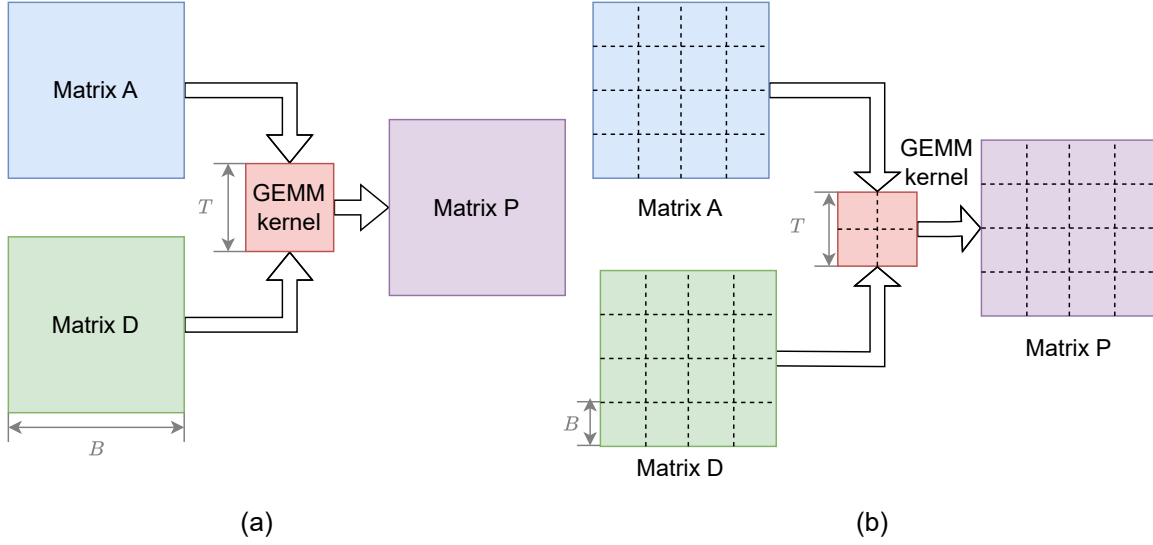 Matrix A
Matrix D
B
T
GEMM
kernel
Matrix P
(a)
Matrix A
Matrix D
B
T
GEMM
kernel
Matrix P
(b)